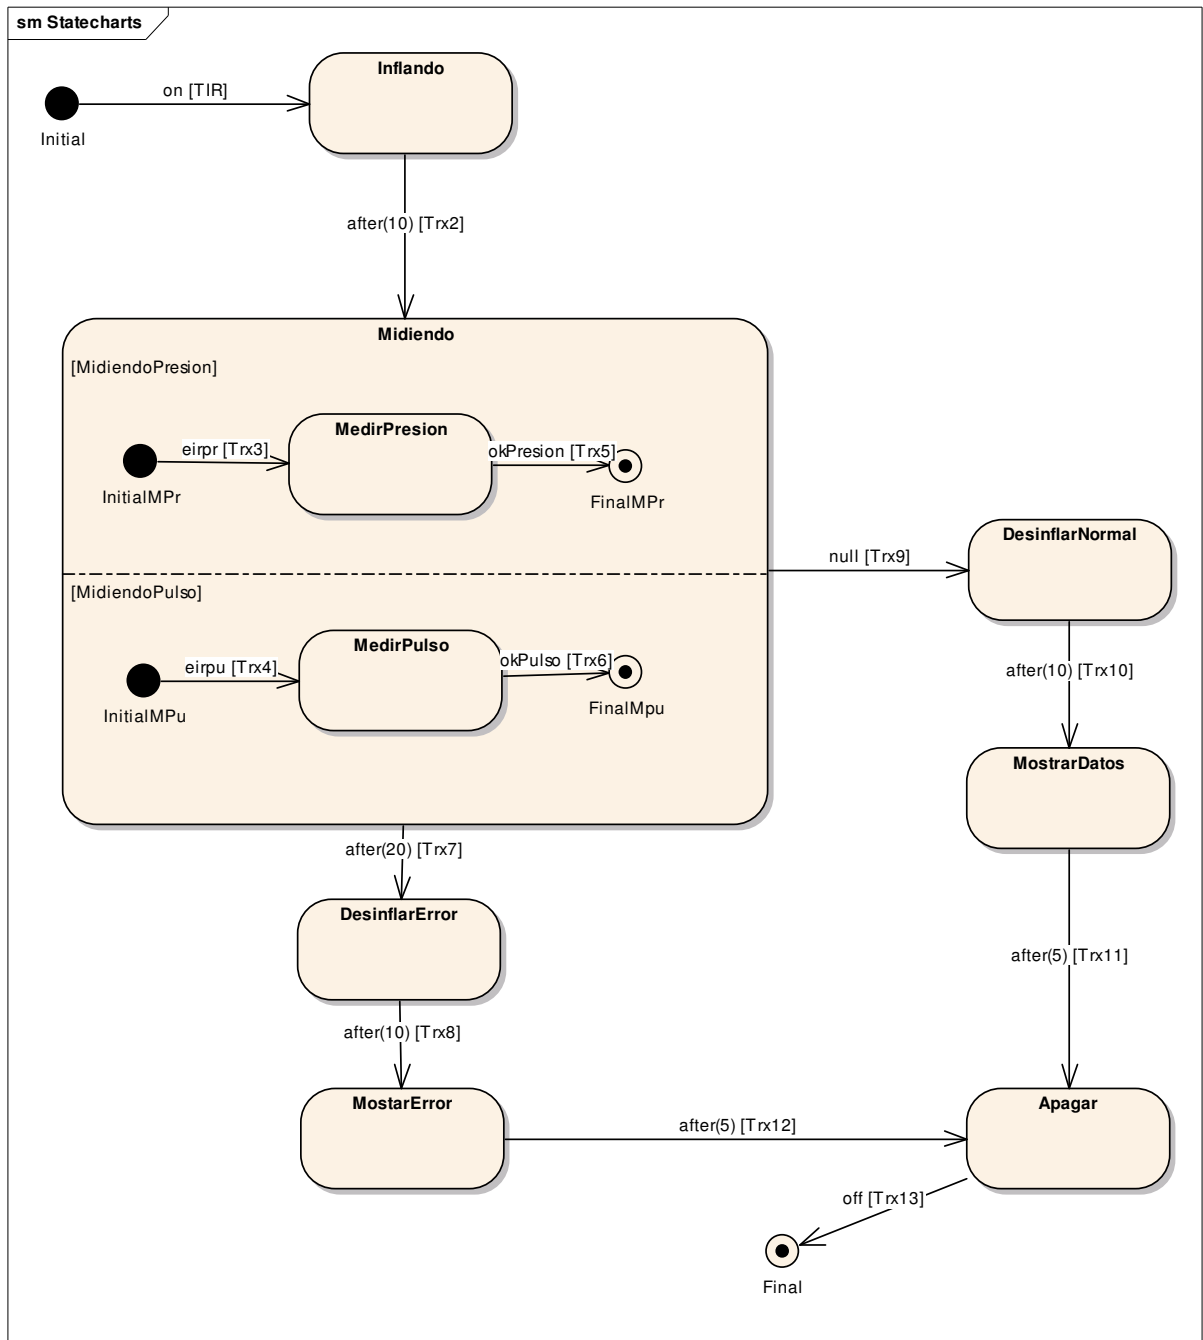 sm Statecharts
Inflando
on [TIR]
Initial
after(10) [Trx2]
Midiendo
[MidiendoPresion]
MedirPresion
eirpr [Trx3]
okPresion [Trx5]
InitialMPr
FinalMPr
DesinflarNormal
null [Trx9]
[MidiendoPulso]
MedirPulso
eirpu [Trx4]
okPulso [Trx6]
InitialMPu
FinalMpu
after(10) [Trx10]
MostrarDatos
after(20) [Trx7]
DesinflarError
after(5) [Trx11]
after(10) [Trx8]
MostarError
Apagar
after(5) [Trx12]
off [Trx13]
Final